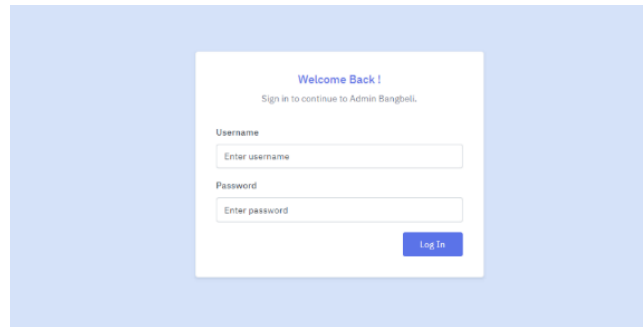 Welcome Back !
Sign in to continue to Admin Bangbeli.
Username
Enter username
Password
Enter password
Log In